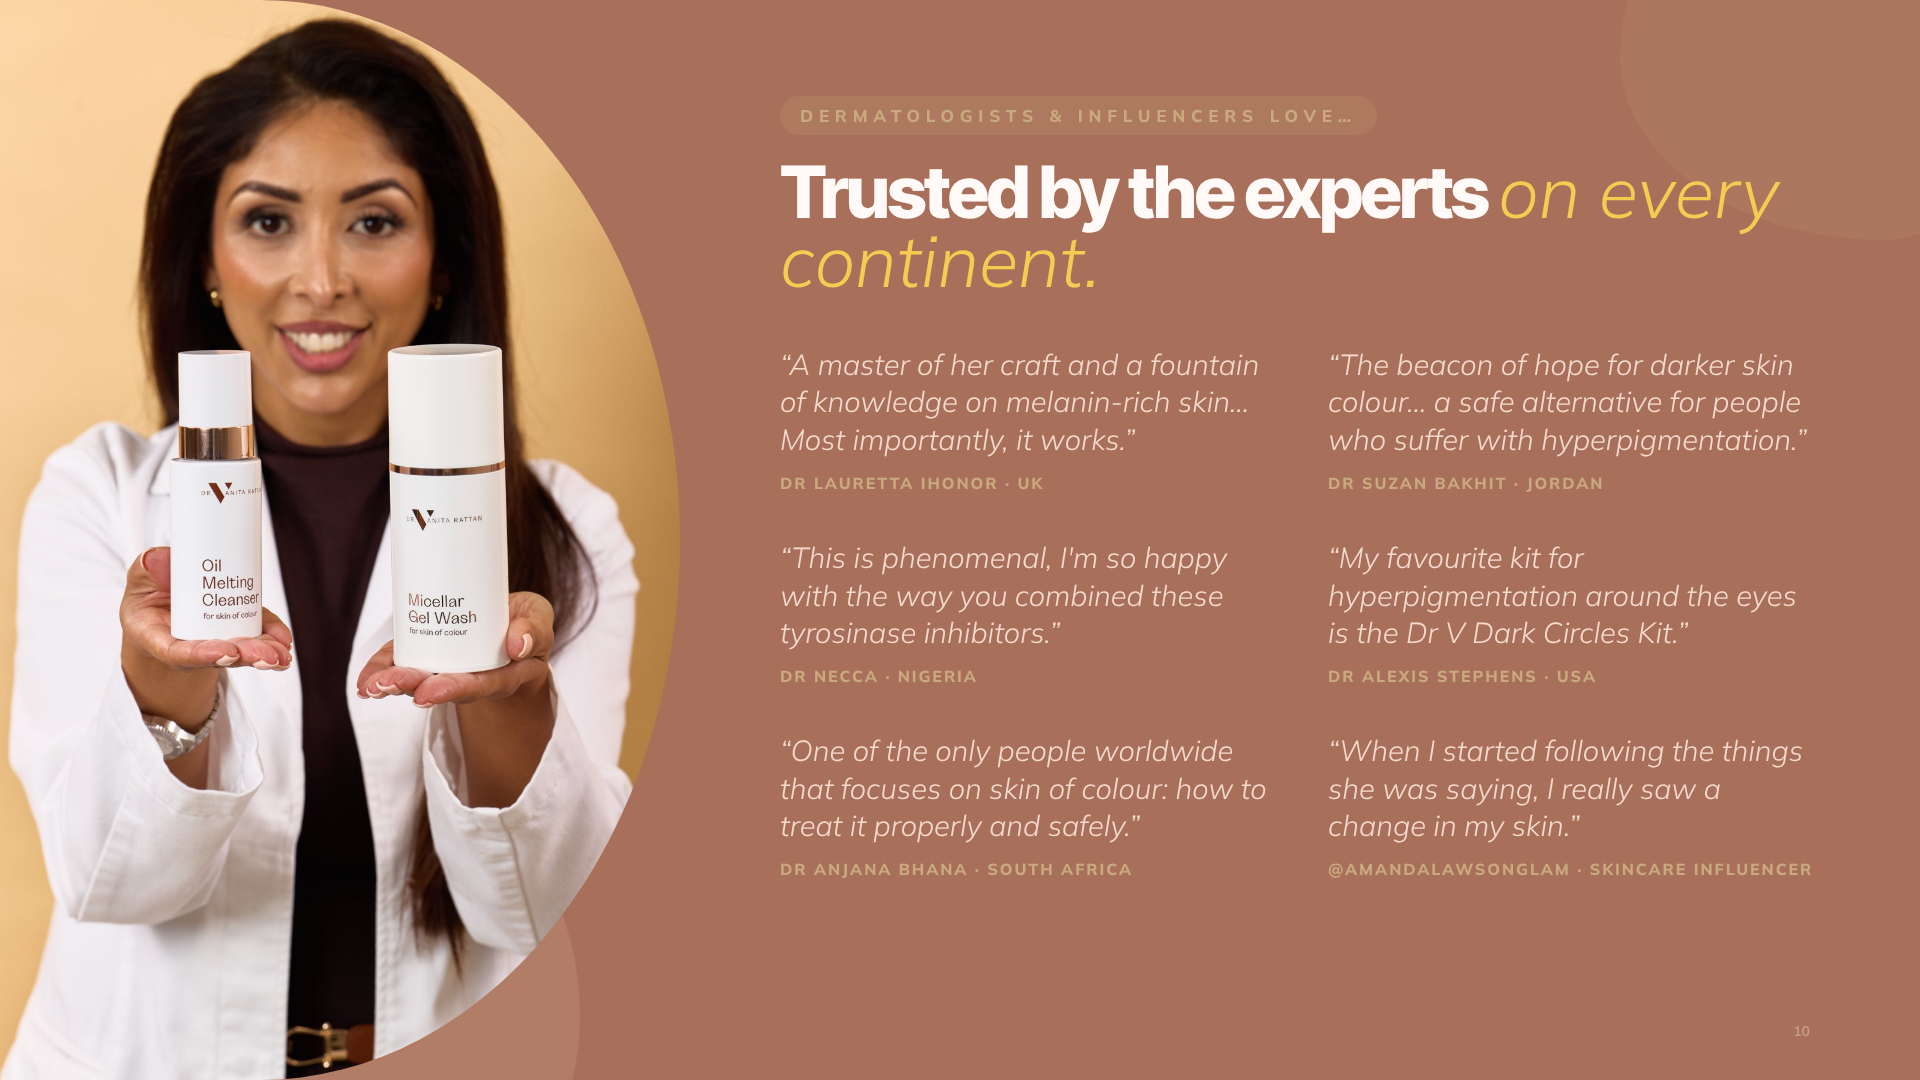 DERMATOLOGISTS & INFLUENCERS LOVE…
Trusted by the experts on every
continent.
“A master of her craft and a fountain
of knowledge on melanin-rich skin…
Most importantly, it works.”
DR LAURETTA IHONOR · UK
“The beacon of hope for darker skin
colour… a safe alternative for people
who suffer with hyperpigmentation.”
DR SUZAN BAKHIT · JORDAN
“This is phenomenal, I'm so happy
with the way you combined these
tyrosinase inhibitors.”
DR NECCA · NIGERIA
“My favourite kit for
hyperpigmentation around the eyes
is the Dr V Dark Circles Kit.”
DR ALEXIS STEPHENS · USA
“One of the only people worldwide
that focuses on skin of colour: how to
treat it properly and safely.”
DR ANJANA BHANA · SOUTH AFRICA
“When I started following the things
she was saying, I really saw a
change in my skin.”
@AMANDALAWSONGLAM · SKINCARE INFLUENCER
DR VANITA RATTAN
Oil
Melting
Cleanser
for skin of colour
DR VANITA RATTAN
Micellar
Gel Wash
for skin of colour
10